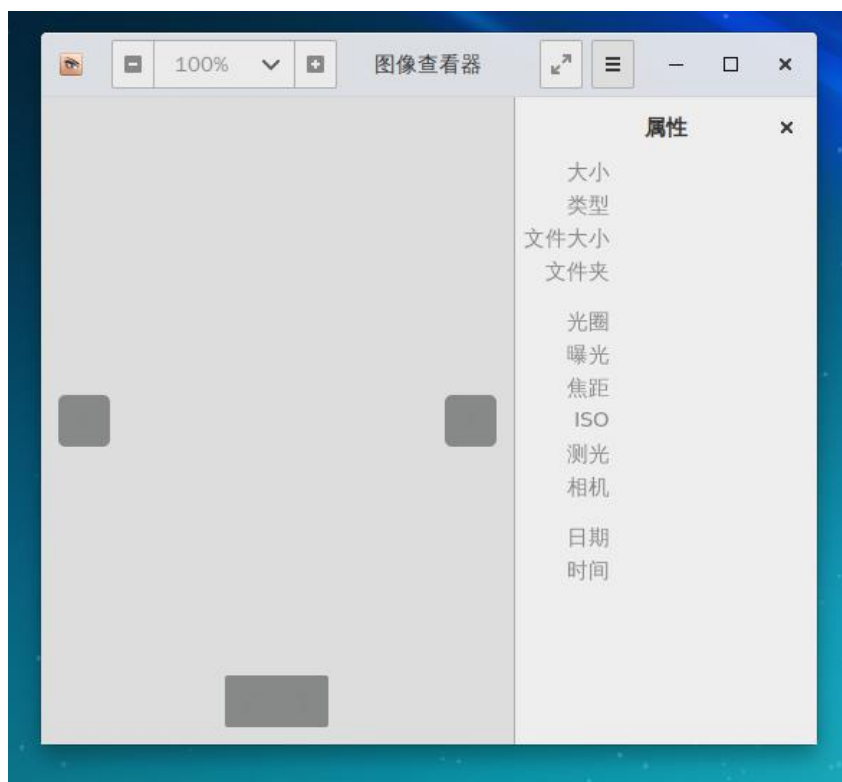 100% 图像查看器
属性
大小
类型
文件大小
文件夹
光圈
曝光
焦距
ISO
测光
相机
日期
时间